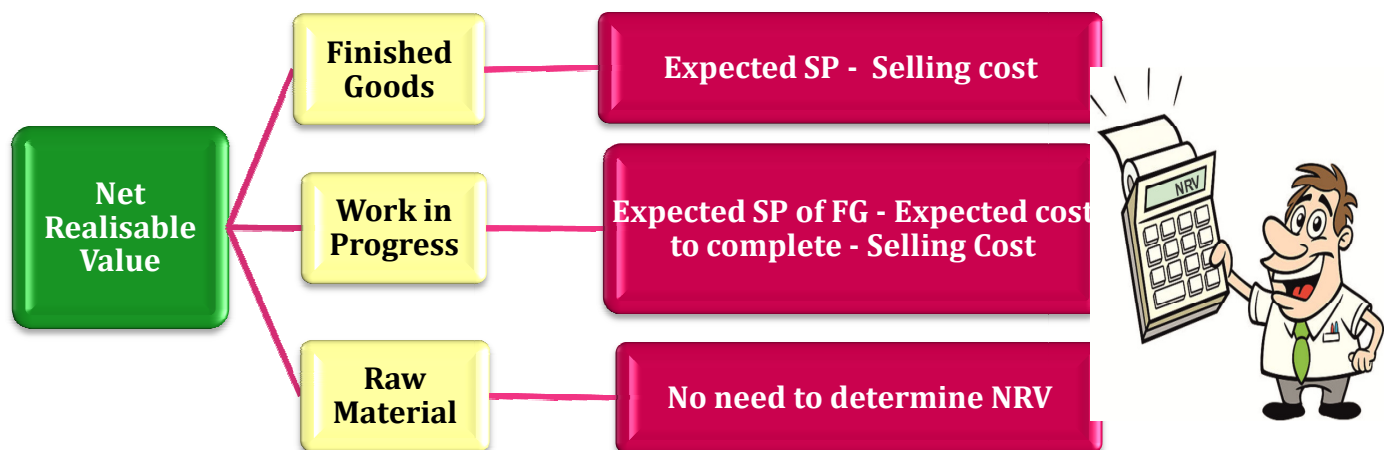 Finished
Goods
Expected SP - Selling cost
NRV
Net
Realisable
Value
Work in
Progress
Expected SP of FG - Expected cost
to complete - Selling Cost
Raw
Material
No need to determine NRV